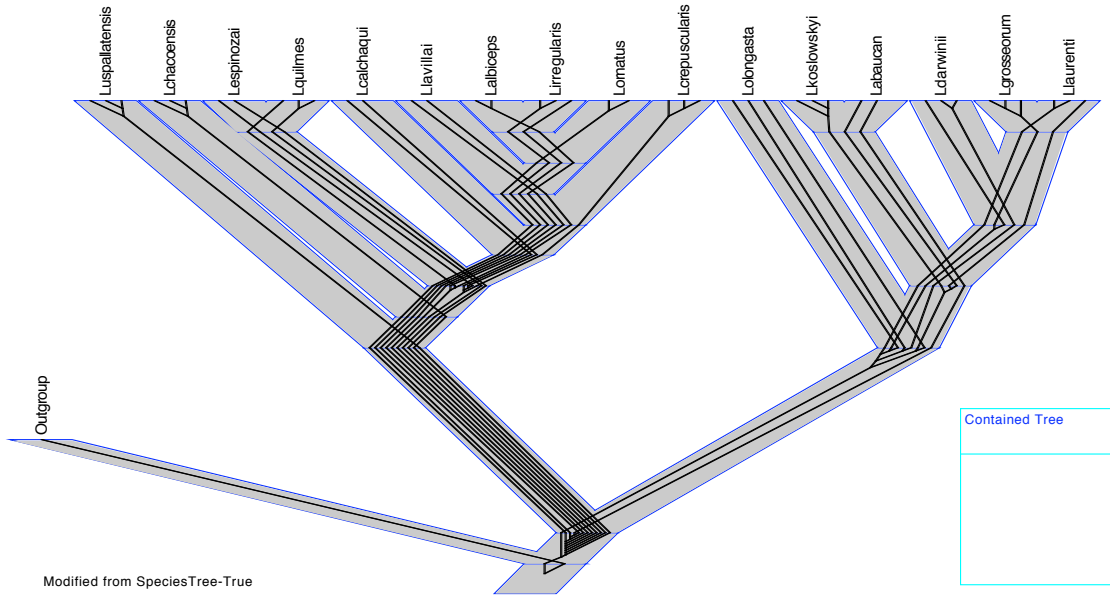 Luspallatensis
Lchacoensis
Lespinozai
Lquilmes
Lcalchaqui
Llavillai
Lalbiceps
Lirregularis
Lornatus
Lcrepuscularis
Lolongasta
Lkoslowskyi
Labaucan
Ldarwinii
Lgrosseorum
Llaurenti
Outgroup
Contained Tree
Modified from SpeciesTree-True